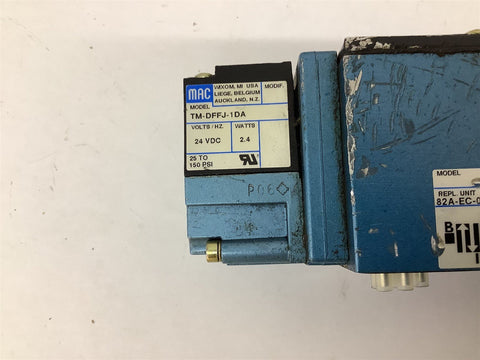 MAC
WIXOM, MI USA
LIEGE, BELGIUM
AUCKLAND, N.Z.
MODIF.
MODEL
TM-DFFJ-1DA
VOLTS/HZ.
WATTS
24 VDC
2.4
25 TO
150 PSI
P06
MODEL
REPL. UNIT
82A-EC-0
B